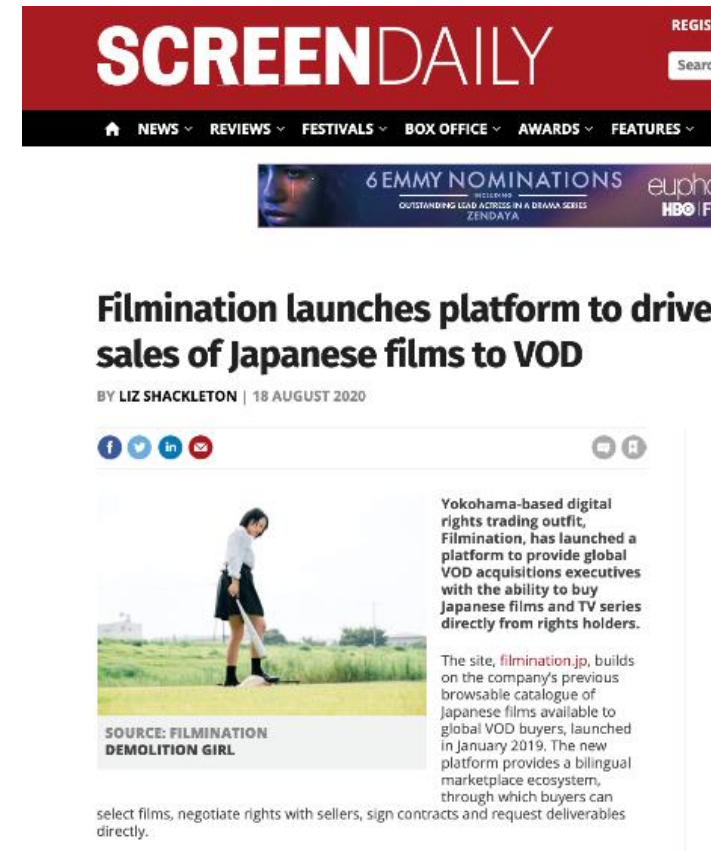 REGIS
SCREENDAILY
Searc
NEWS REVIEWS FESTIVALS BOX OFFICE AWARDS FEATURES
6 EMMY NOMINATIONS
INCLUDING
OUTSTANDING LEAD ACTRESS IN A DRAMA SERIES
ZENDAYA
eupho
HBO F
Filmination launches platform to drive
sales of Japanese films to VOD
BY LIZ SHACKLETON | 18 AUGUST 2020
Yokohama-based digital
rights trading outfit,
Filmination, has launched a
platform to provide global
VOD acquisitions executives
with the ability to buy
Japanese films and TV series
directly from rights holders.
The site, filmination.jp, builds
on the company's previous
browsable catalogue of
Japanese films available to
global VOD buyers, launched
in January 2019. The new
platform provides a bilingual
marketplace ecosystem,
through which buyers can
select films, negotiate rights with sellers, sign contracts and request deliverables
directly.
SOURCE: FILMINATION
DEMOLITION GIRL